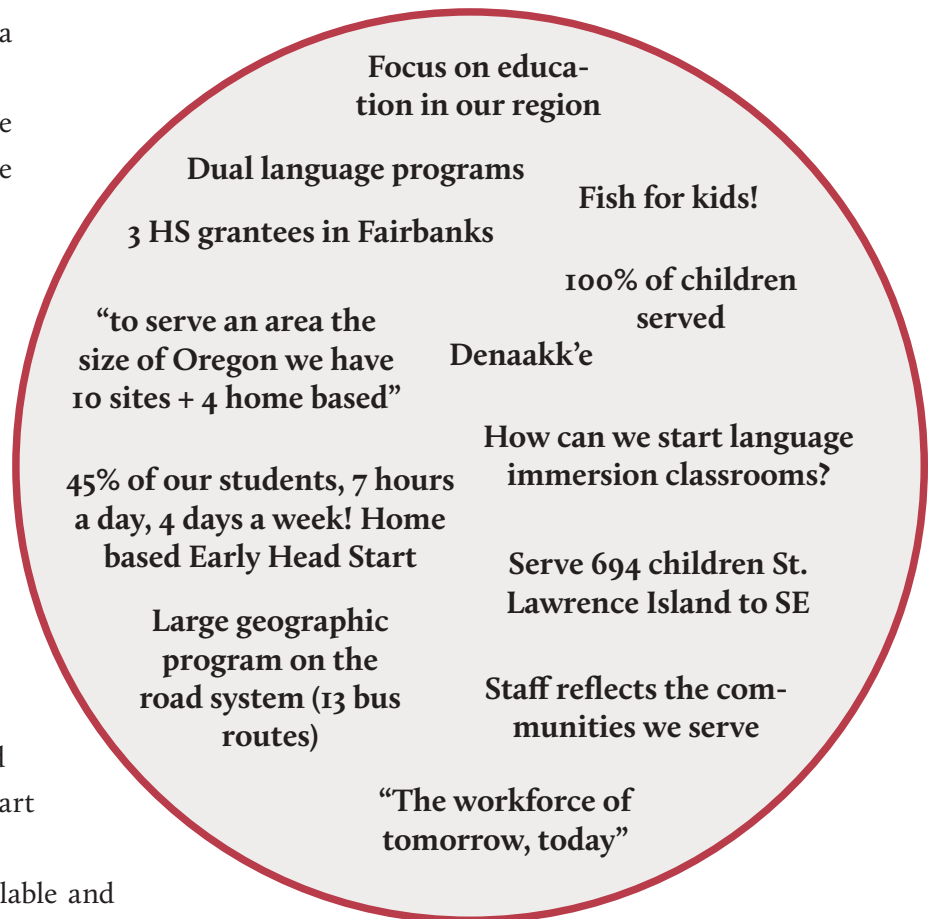 a
e
e
Focus on educa-
tion in our region
Dual language programs
Fish for kids!
3 HS grantees in Fairbanks
100% of children
served
“to serve an area the
size of Oregon we have
10 sites + 4 home based”
Denaakk’e
How can we start language
immersion classrooms?
45% of our students, 7 hours
a day, 4 days a week! Home
based Early Head Start
Serve 694 children St.
Lawrence Island to SE
Large geographic
program on the
road system (13 bus
routes)
Staff reflects the com-
munities we serve
“The workforce of
tomorrow, today”
art
lable and